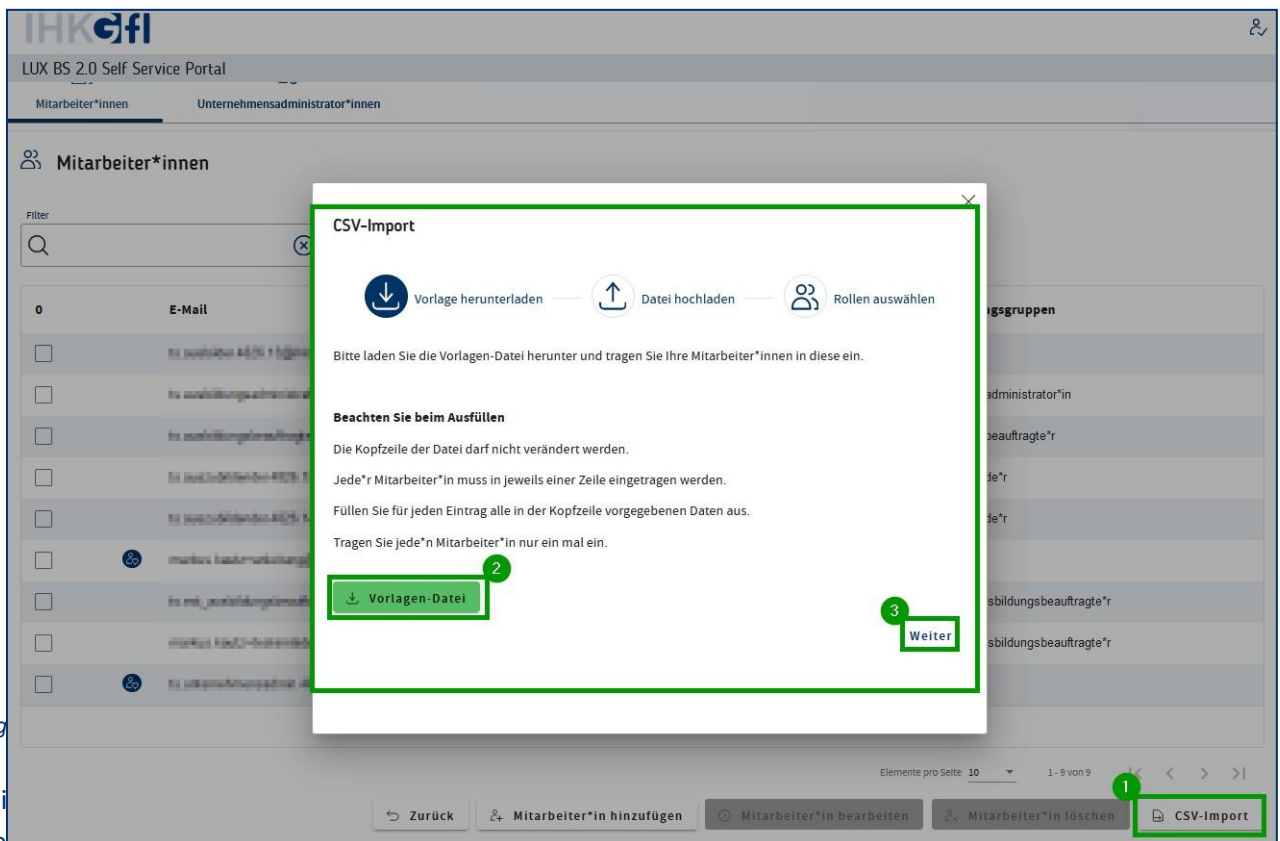 IHKGfI
LUX BS 2.0 Self Service Portal
Mitarbeiter*innen Unternehmensadministrator*innen
Mitarbeiter*innen
Filter
CSV-Import
Vorlage herunterladen Datei hochladen Rollen auswählen
0 E-Mail
Bitte laden Sie die Vorlagen-Datei herunter und tragen Sie Ihre Mitarbeiter*innen in diese ein.
administrator*in
Beachten Sie beim Ausfüllen
beauftragte*r
Die Kopfzeile der Datei darf nicht verändert werden.
Jede*r Mitarbeiter*in muss in jeweils einer Zeile eingetragen werden.
de*r
Füllen Sie für jeden Eintrag alle in der Kopfzeile vorgegebenen Daten aus.
de*r
Tragen Sie jede*n Mitarbeiter*in nur ein mal ein.
2
Vorlagen-Datei
sbildungsbeauftragte*r
3
Weiter
sbildungsbeauftragte*r
Elemente pro Seite 10 1 - 9 von 9
1
Zurück Mitarbeiter*in hinzufügen Mitarbeiter*in bearbeiten Mitarbeiter*in löschen CSV-Import